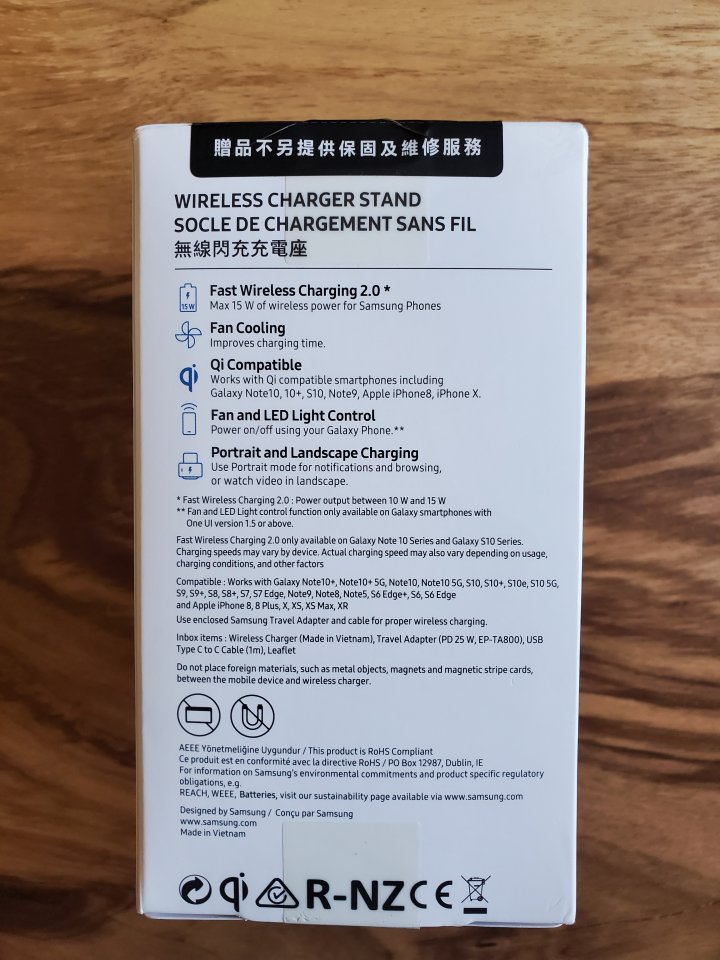 贈品不另提供保固及維修服務
WIRELESS CHARGER STAND
SOCLE DE CHARGEMENT SANS FIL
無線閃充充電座
15 W
Fast Wireless Charging 2.0 *
Max 15 W of wireless power for Samsung Phones
Fan Cooling
Improves charging time.
qi
Qi Compatible
Works with Qi compatible smartphones including
Galaxy Note10, 10+, S10, Note9, Apple iPhone8, iPhone X.
Fan and LED Light Control
Power on/off using your Galaxy Phone.**
Portrait and Landscape Charging
Use Portrait mode for notifications and browsing,
or watch video in landscape.
* Fast Wireless Charging 2.0 : Power output between 10 W and 15 W
** Fan and LED Light control function only available on Galaxy smartphones with
One UI version 1.5 or above.
Fast Wireless Charging 2.0 only available on Galaxy Note 10 Series and Galaxy S10 Series.
Charging speeds may vary by device. Actual charging speed may also vary depending on usage,
charging conditions, and other factors
Compatible : Works with Galaxy Note10+, Note10+ 5G, Note10, Note10 5G, S10, S10+, S10e, S10 5G,
S9, S9+, S8, S8+, S7, S7 Edge, Note9, Note8, Note5, S6 Edge+, S6, S6 Edge
and Apple iPhone 8, 8 Plus, X, XS, XS Max, XR
Use enclosed Samsung Travel Adapter and cable for proper wireless charging.
Inbox items : Wireless Charger (Made in Vietnam), Travel Adapter (PD 25 W, EP-TA800), USB
Type C to C Cable (1m), Leaflet
Do not place foreign materials, such as metal objects, magnets and magnetic stripe cards,
between the mobile device and wireless charger.
AEEE Yönetmeliğine Uygundur / This product is RoHS Compliant
Ce produit est en conformité avec la directive RoHS / PO Box 12987, Dublin, IE
For information on Samsung's environmental commitments and product specific regulatory
obligations, e.g.
REACH, WEEE, Batteries, visit our sustainability page available via www.samsung.com
Designed by Samsung / Conçu par Samsung
www.samsung.com
Made in Vietnam
qi R-NZ CE